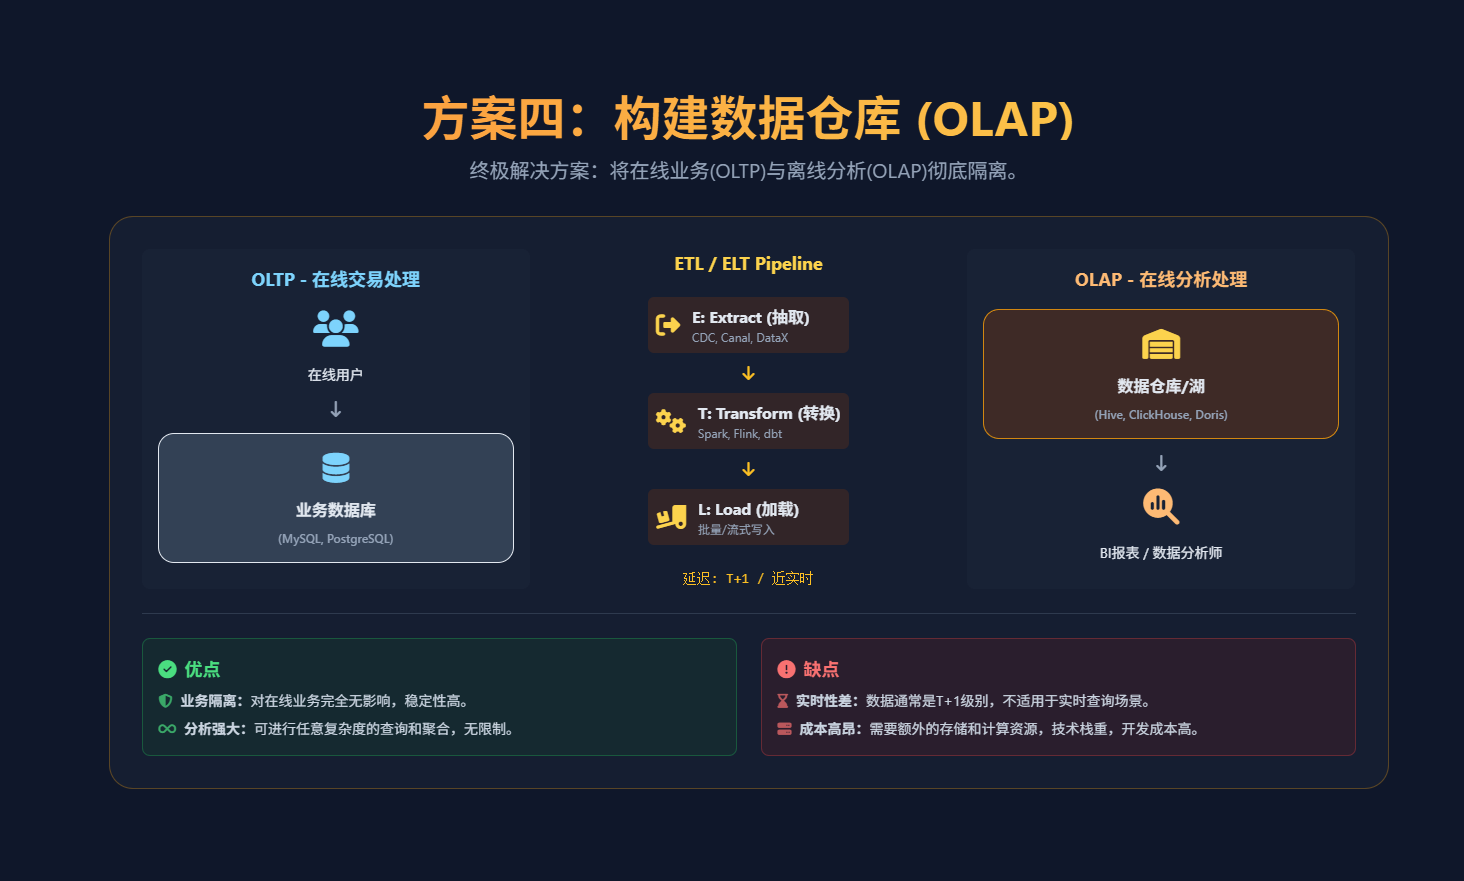 方案四：构建数据仓库 (OLAP)
终极解决方案：将在线业务(OLTP)与离线分析(OLAP)彻底隔离。
OLTP - 在线交易处理
在线用户
业务数据库
(MySQL, PostgreSQL)
ETL / ELT Pipeline
E: Extract (抽取)
CDC, Canal, DataX
T: Transform (转换)
Spark, Flink, dbt
L: Load (加载)
批量/流式写入
延迟: T+1 / 近实时
OLAP - 在线分析处理
数据仓库/湖
(Hive, ClickHouse, Doris)
BI报表 / 数据分析师
优点
业务隔离：对在线业务完全无影响，稳定性高。
分析强大：可进行任意复杂度的查询和聚合，无限制。
缺点
实时性差：数据通常是T+1级别，不适用于实时查询场景。
成本高昂：需要额外的存储和计算资源，技术栈重，开发成本高。